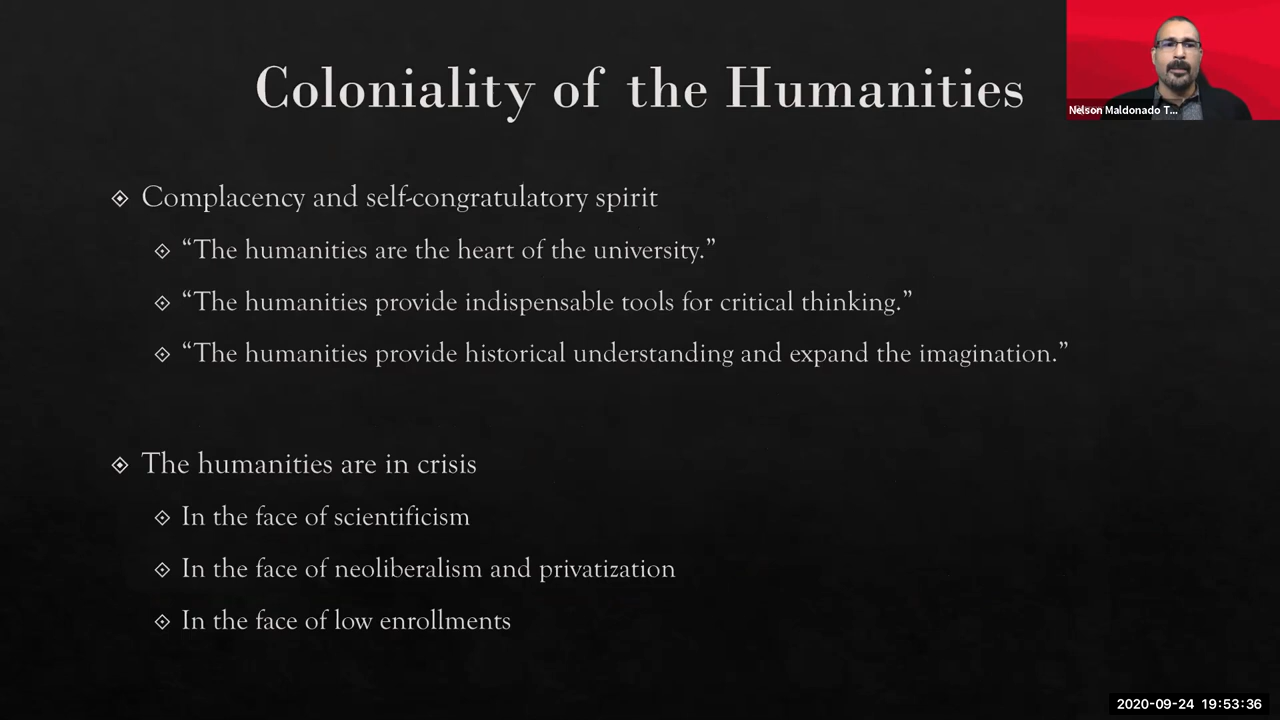 Coloniality of the Humanities
Nelson Maldonado T...
Complacency and self-congratulatory spirit
“The humanities are the heart of the university.”
“The humanities provide indispensable tools for critical thinking.”
“The humanities provide historical understanding and expand the imagination.”
The humanities are in crisis
In the face of scientificism
In the face of neoliberalism and privatization
In the face of low enrollments
2020-09-24 19:53:36